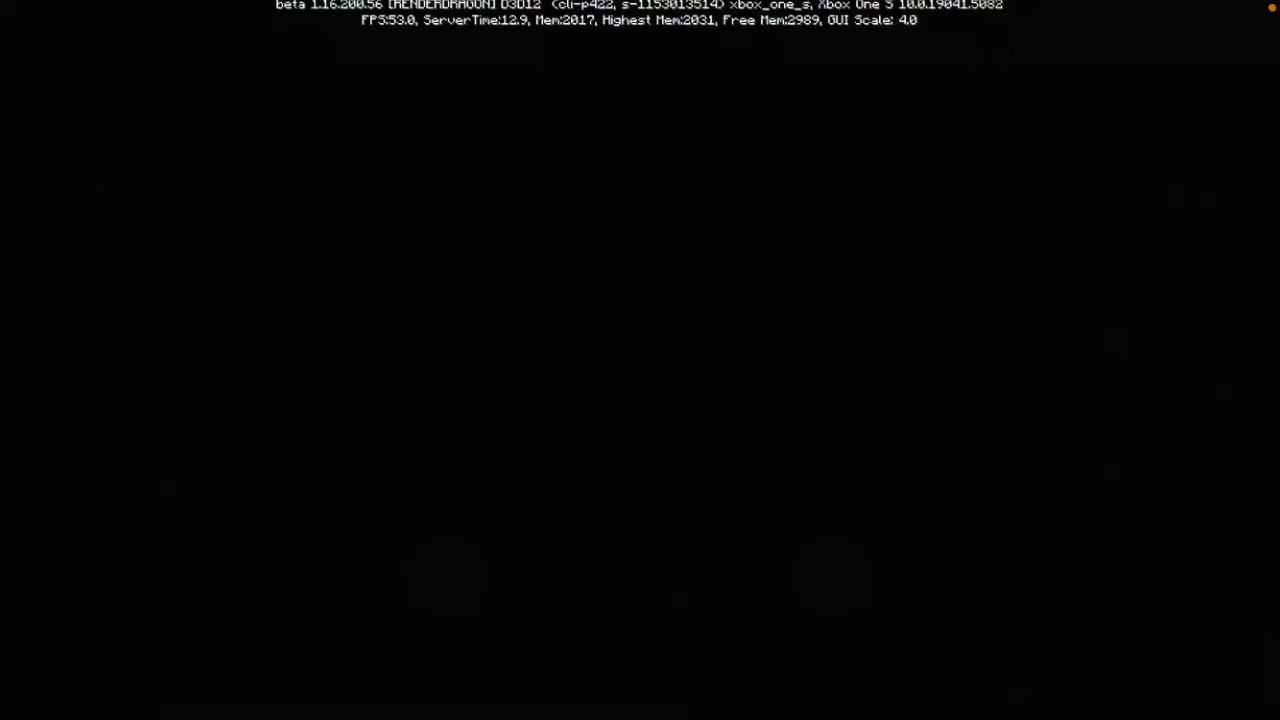 beta 1.16.200.56 [RENDERDRAGON] D3D12 (cli-p422, s-1153013514) xbox_one_s, Xbox One S 10.0.19041.5082
FPS:53.0, ServerTime:12.9, Mem:2017, Highest Mem:2031, Free Mem:2989, GUI Scale: 4.0